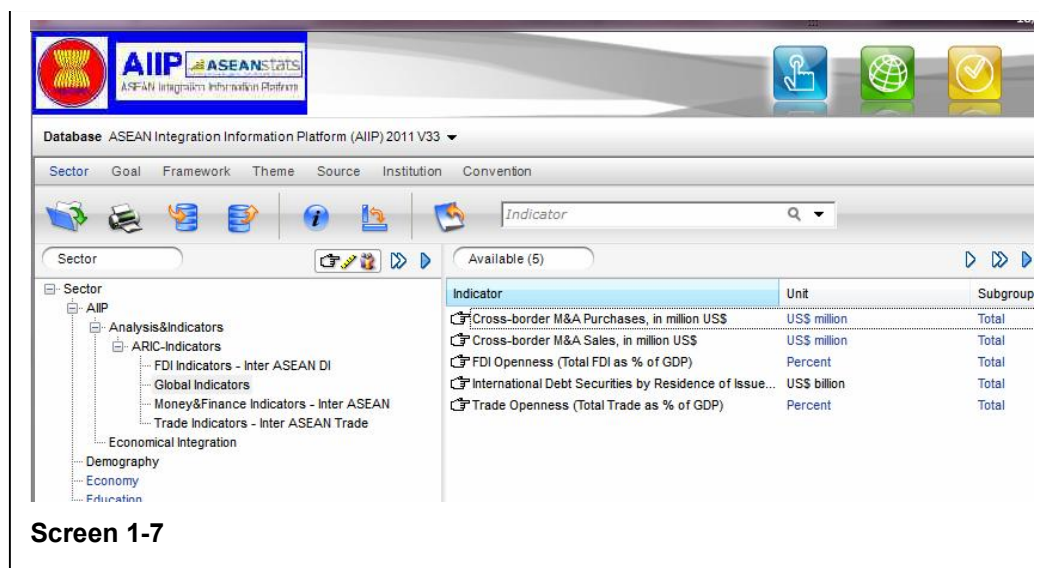 AIIP ASEANstats
ASEAN Integration Information Platform
Database ASEAN Integration Information Platform (AIIP) 2011 V33
Sector Goal Framework Theme Source Institution Convention
Indicator
Sector
Available (5)
Indicator Unit Subgroup
Sector
AIIP
Analysis&Indicators
ARIC-Indicators
FDI Indicators - Inter ASEAN DI
Global Indicators
Money&Finance Indicators - Inter ASEAN
Trade Indicators - Inter ASEAN Trade
Economical Integration
Demography
Economy
Education
Cross-border M&A Purchases, in million US$ US$ million Total
Cross-border M&A Sales, in million US$ US$ million Total
FDI Openness (Total FDI as % of GDP) Percent Total
International Debt Securities by Residence of Issue... US$ billion Total
Trade Openness (Total Trade as % of GDP) Percent Total
Screen 1-7